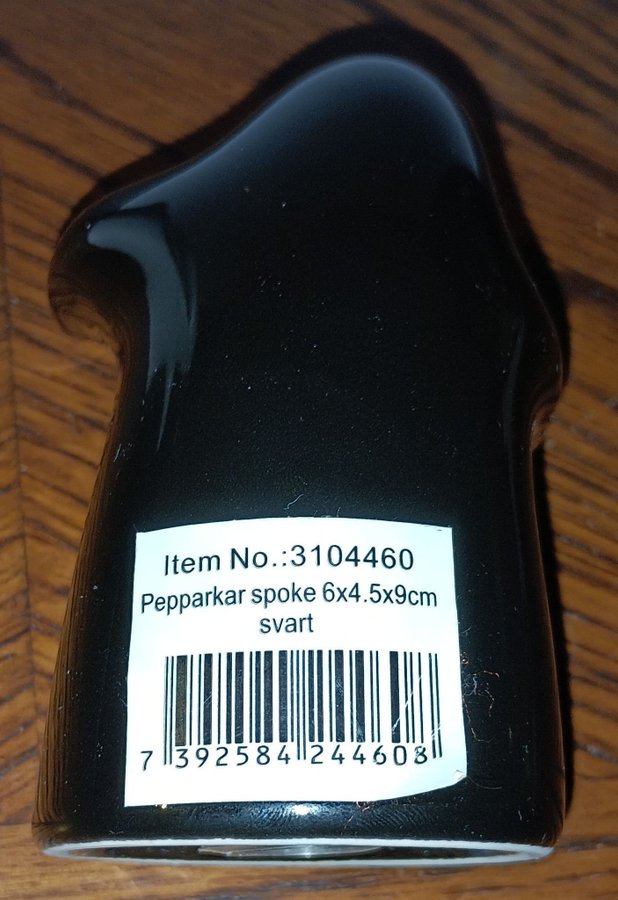 Item No.:3104460
Pepparkar spoke 6x4.5x9cm
svart
7 392584 244608